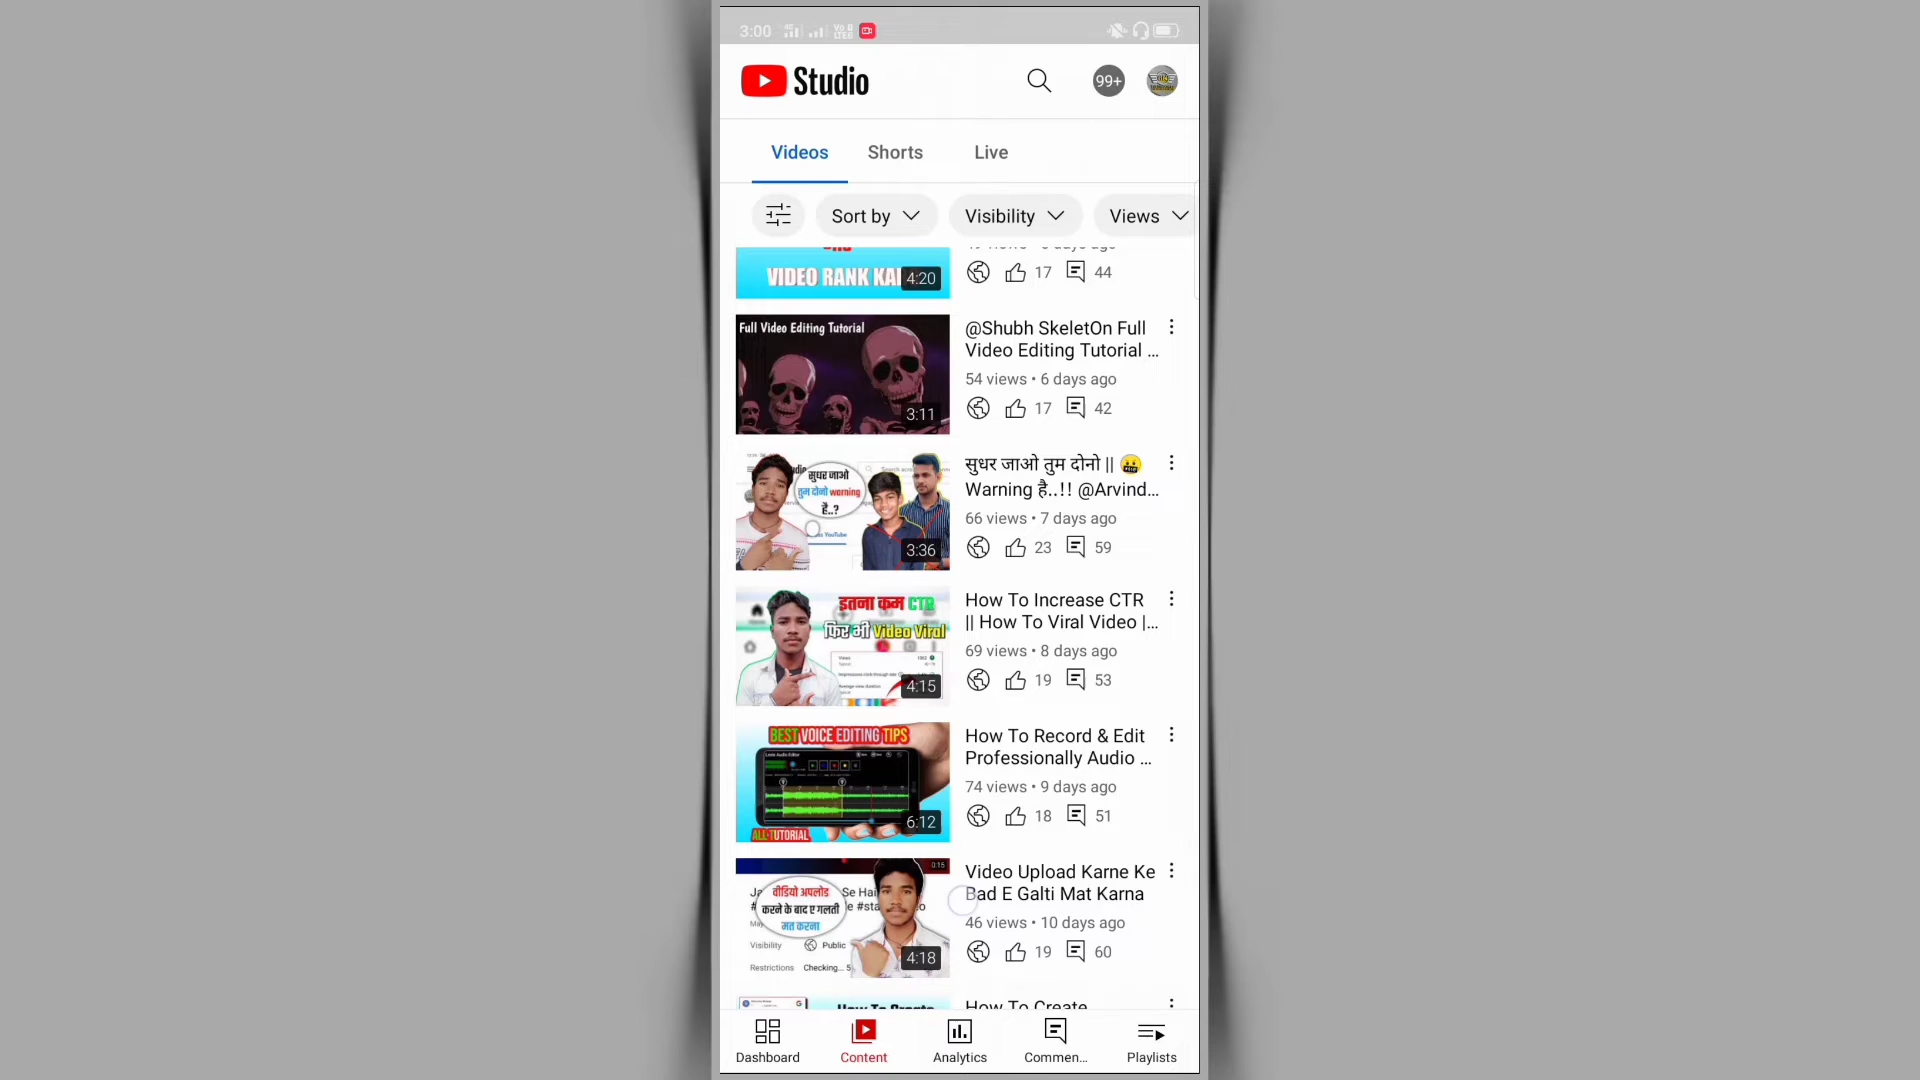 3:00
Studio
99+
Videos
Shorts
Live
Sort by
Visibility
Views
VIDEO RANK KA
4:20
17
44
Full Video Editing Tutorial
3:11
@Shubh SkeletOn Full
Video Editing Tutorial ...
54 views • 6 days ago
17
42
सुधर जाओ
तुम दोनो warning
है..?
3:36
सुधर जाओ तुम दोनो || 🤬
Warning है..!! @Arvind...
66 views • 7 days ago
23
59
इतना कम CTR
फिर भी Video Viral
4:15
How To Increase CTR
|| How To Viral Video |...
69 views • 8 days ago
19
53
BEST VOICE EDITING TIPS
ALL TUTORIAL
6:12
How To Record & Edit
Professionally Audio ...
74 views • 9 days ago
18
51
0:15
वीडियो अपलोड
करने के बाद ए गलती
मत करना
Visibility
Public
Restrictions
Checking...
4:18
Video Upload Karne Ke
Bad E Galti Mat Karna
46 views • 10 days ago
19
60
How To Create
How To Create
Dashboard
Content
Analytics
Commen...
Playlists